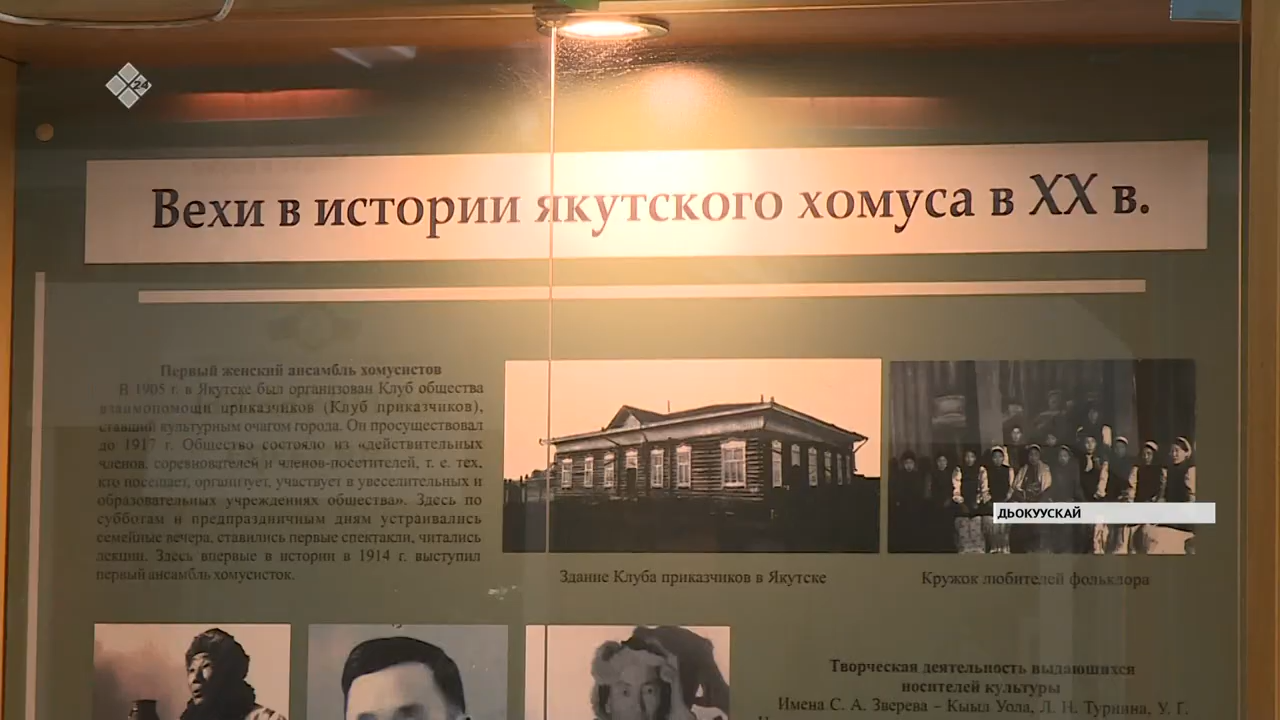 24
Вехи в истории якутского хомуса в XX в.
Первый женский ансамбль хомусистов
В 1905 г. в Якутске был организован Клуб общества
взаимопомощи приказчиков (Клуб приказчиков),
ставший культурным очагом города. Он просуществовал
до 1917 г. Общество состояло из «действительных
членов, соревнователей и членов-посетителей, т. е. тех,
кто посещает, организует, участвует в увеселительных и
образовательных учреждениях общества». Здесь по
субботам и предпраздничным дням устраивались
семейные вечера, ставились первые спектакли, читались
лекции. Здесь впервые в истории в 1914 г. выступил
первый ансамбль хомусисток.
Здание Клуба приказчиков в Якутске
Кружок любителей фольклора
ДЬОКУУСКАЙ
Творческая деятельность выдающихся
носителей культуры
Имена С. А. Зверева – Кыыл Уола, Л. Н. Турнина, У. Г.